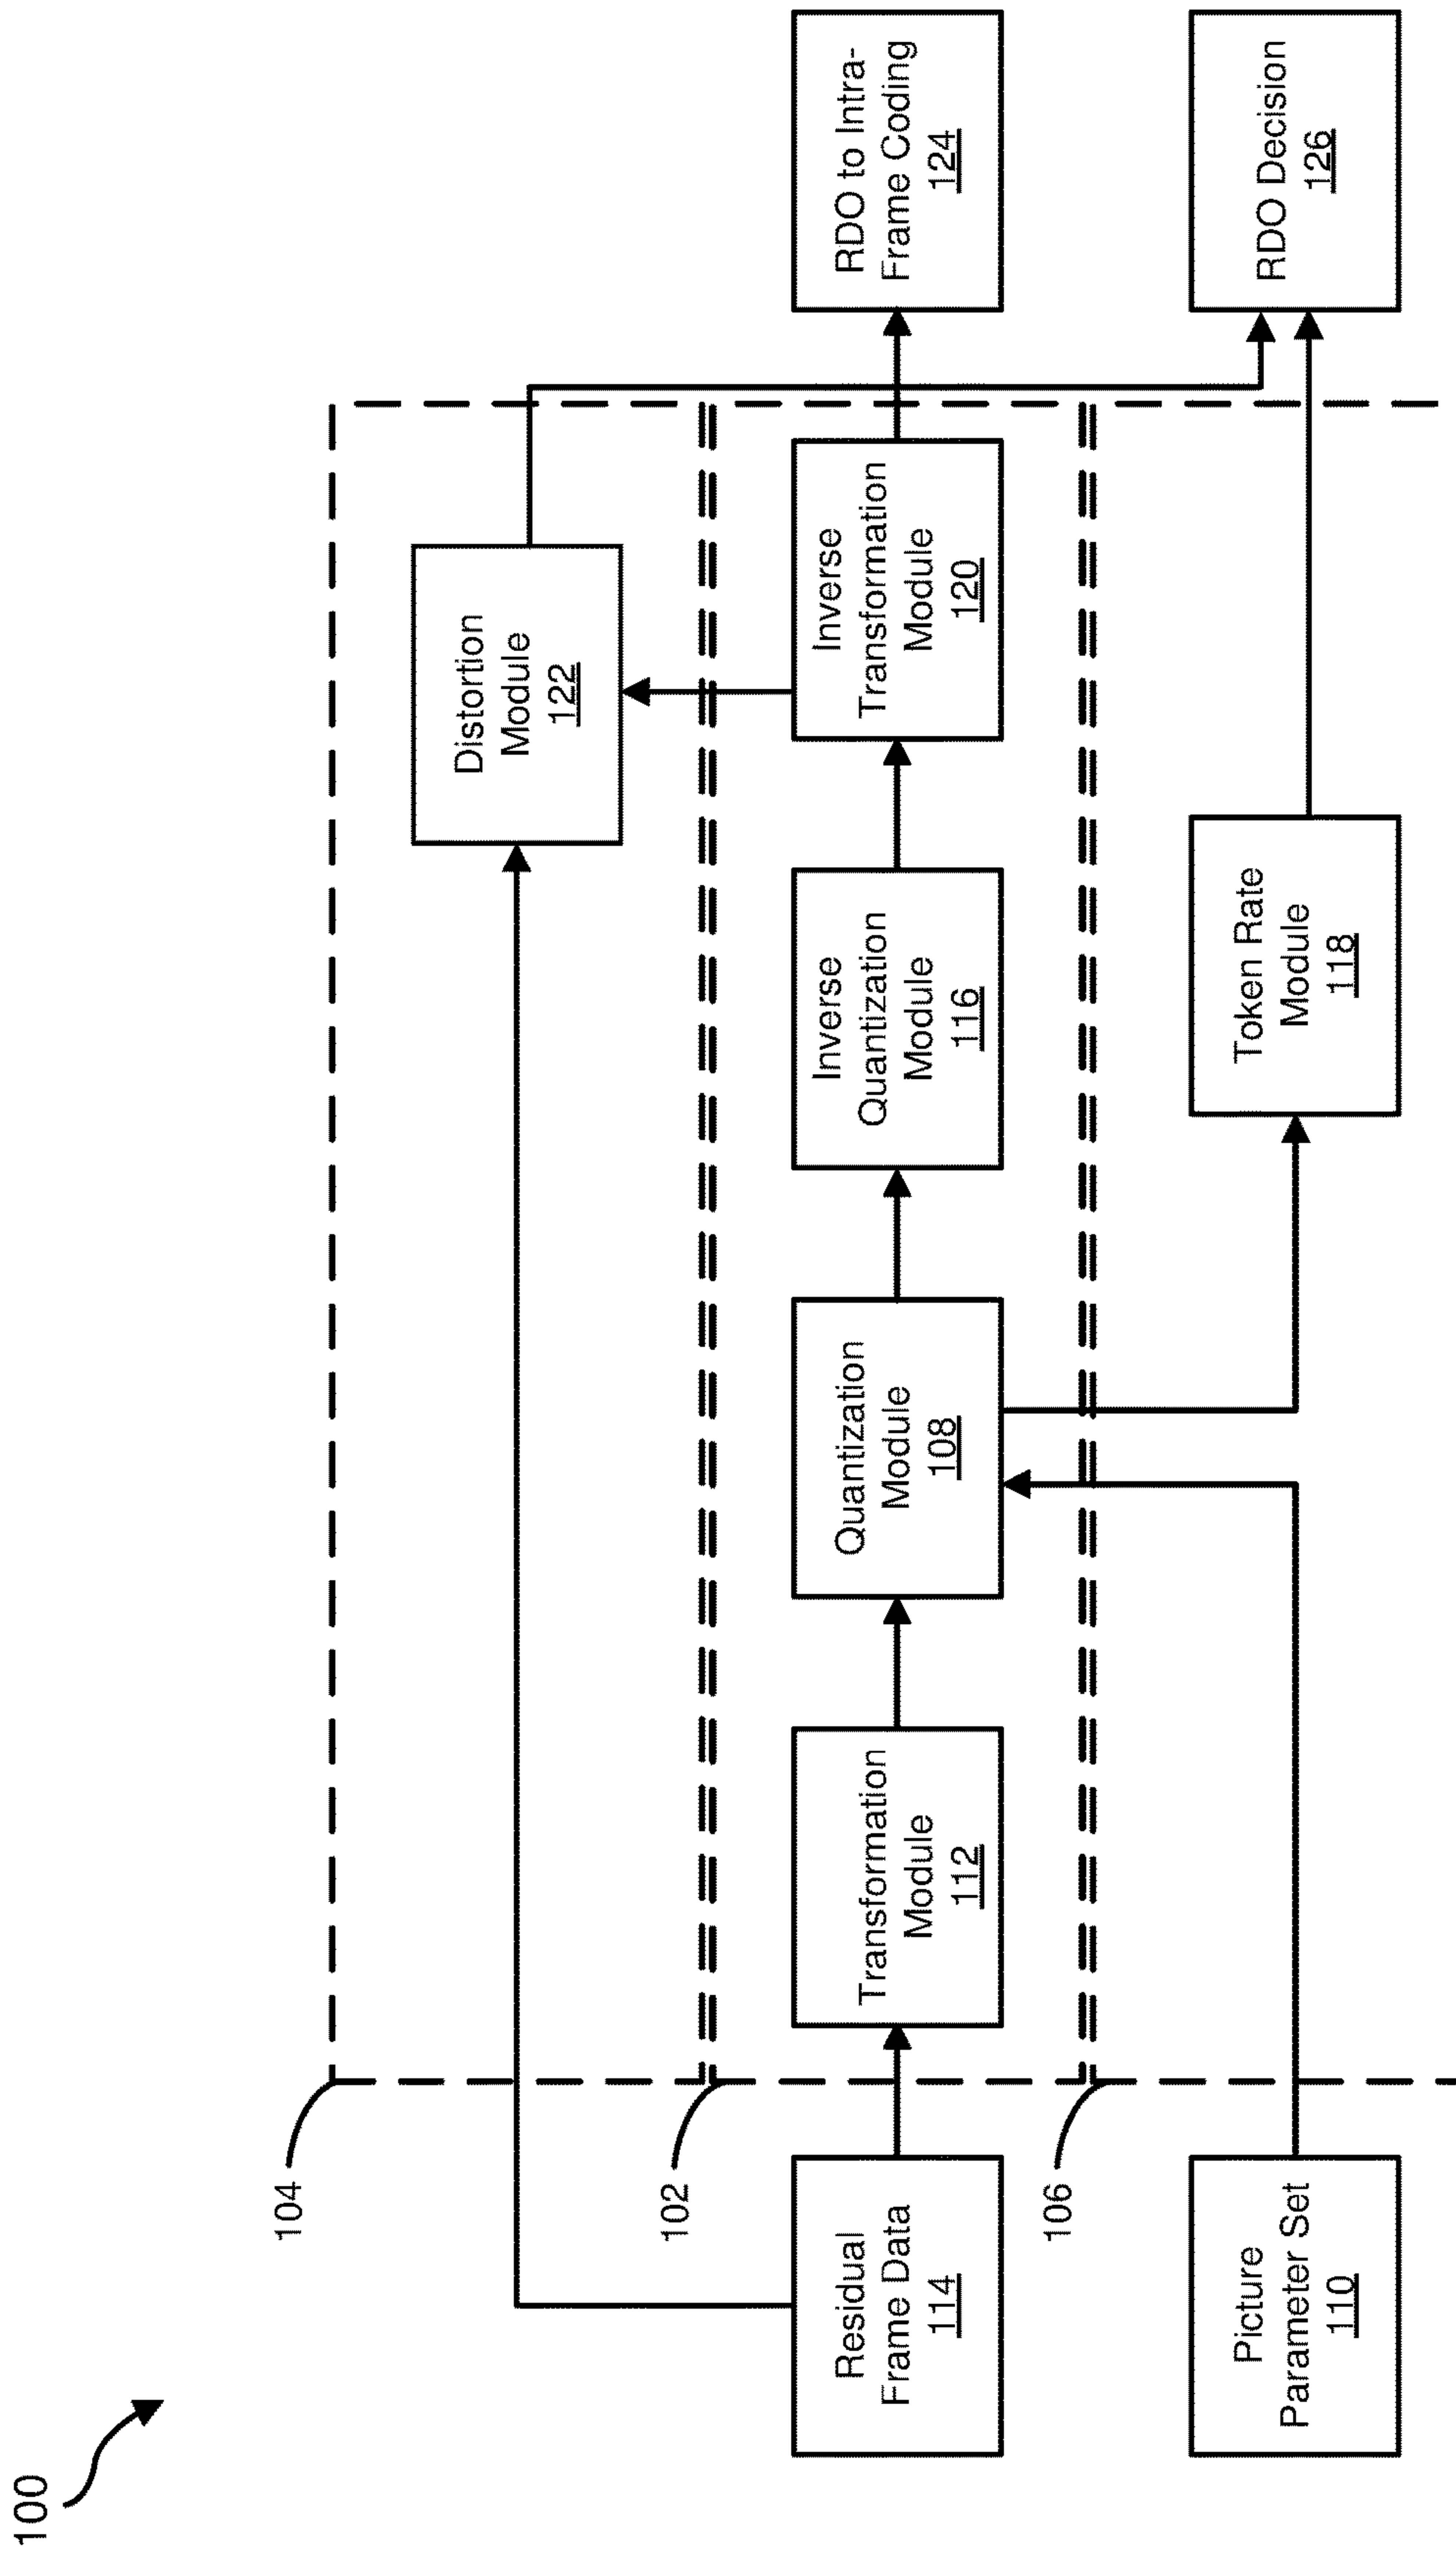 100
104
Distortion
Module
122
102
Residual
Frame Data
114
Transformation
Module
112
Quantization
Module
108
Inverse
Quantization
Module
116
Inverse
Transformation
Module
120
RDO to Intra-
Frame Coding
124
106
Picture
Parameter Set
110
Token Rate
Module
118
RDO Decision
126